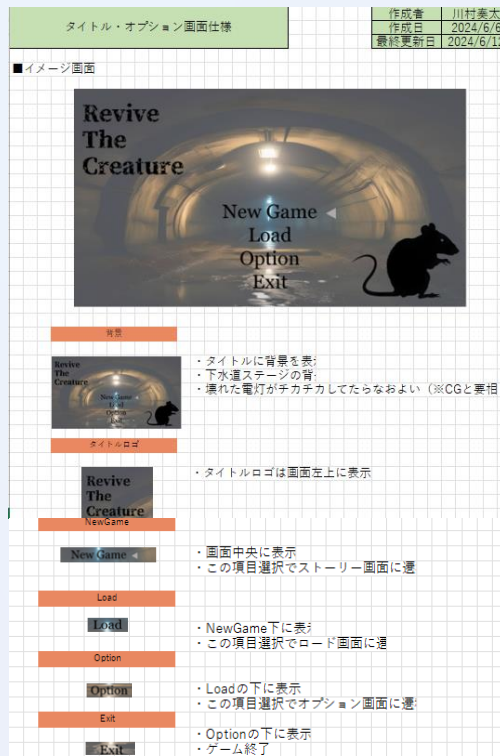 タイトル・オプション画面仕様
作成者 川村奏太
作成日 2024/6/6
最終更新日 2024/6/12
■イメージ画面
Revive
The
Creature
New Game ◀
Load
Option
Exit
背景
Revive
The
Creature
New Game
Load
Option
・タイトルに背景を表
・下水道ステージの背
・壊れた電灯がチカチカしてたらなおよい（※CGと要相
タイトルロゴ
Revive
The
Creature
・タイトルロゴは画面左上に表示
NewGame
New Game ◀
・画面中央に表示
・この項目選択でストーリー画面に遷
Load
Load
・NewGame下に表示
・この項目選択でロード画面に遷
Option
Option
・Loadの下に表示
・この項目選択でオプション画面に遷
Exit
Exit
・Optionの下に表示
・ゲーム終了